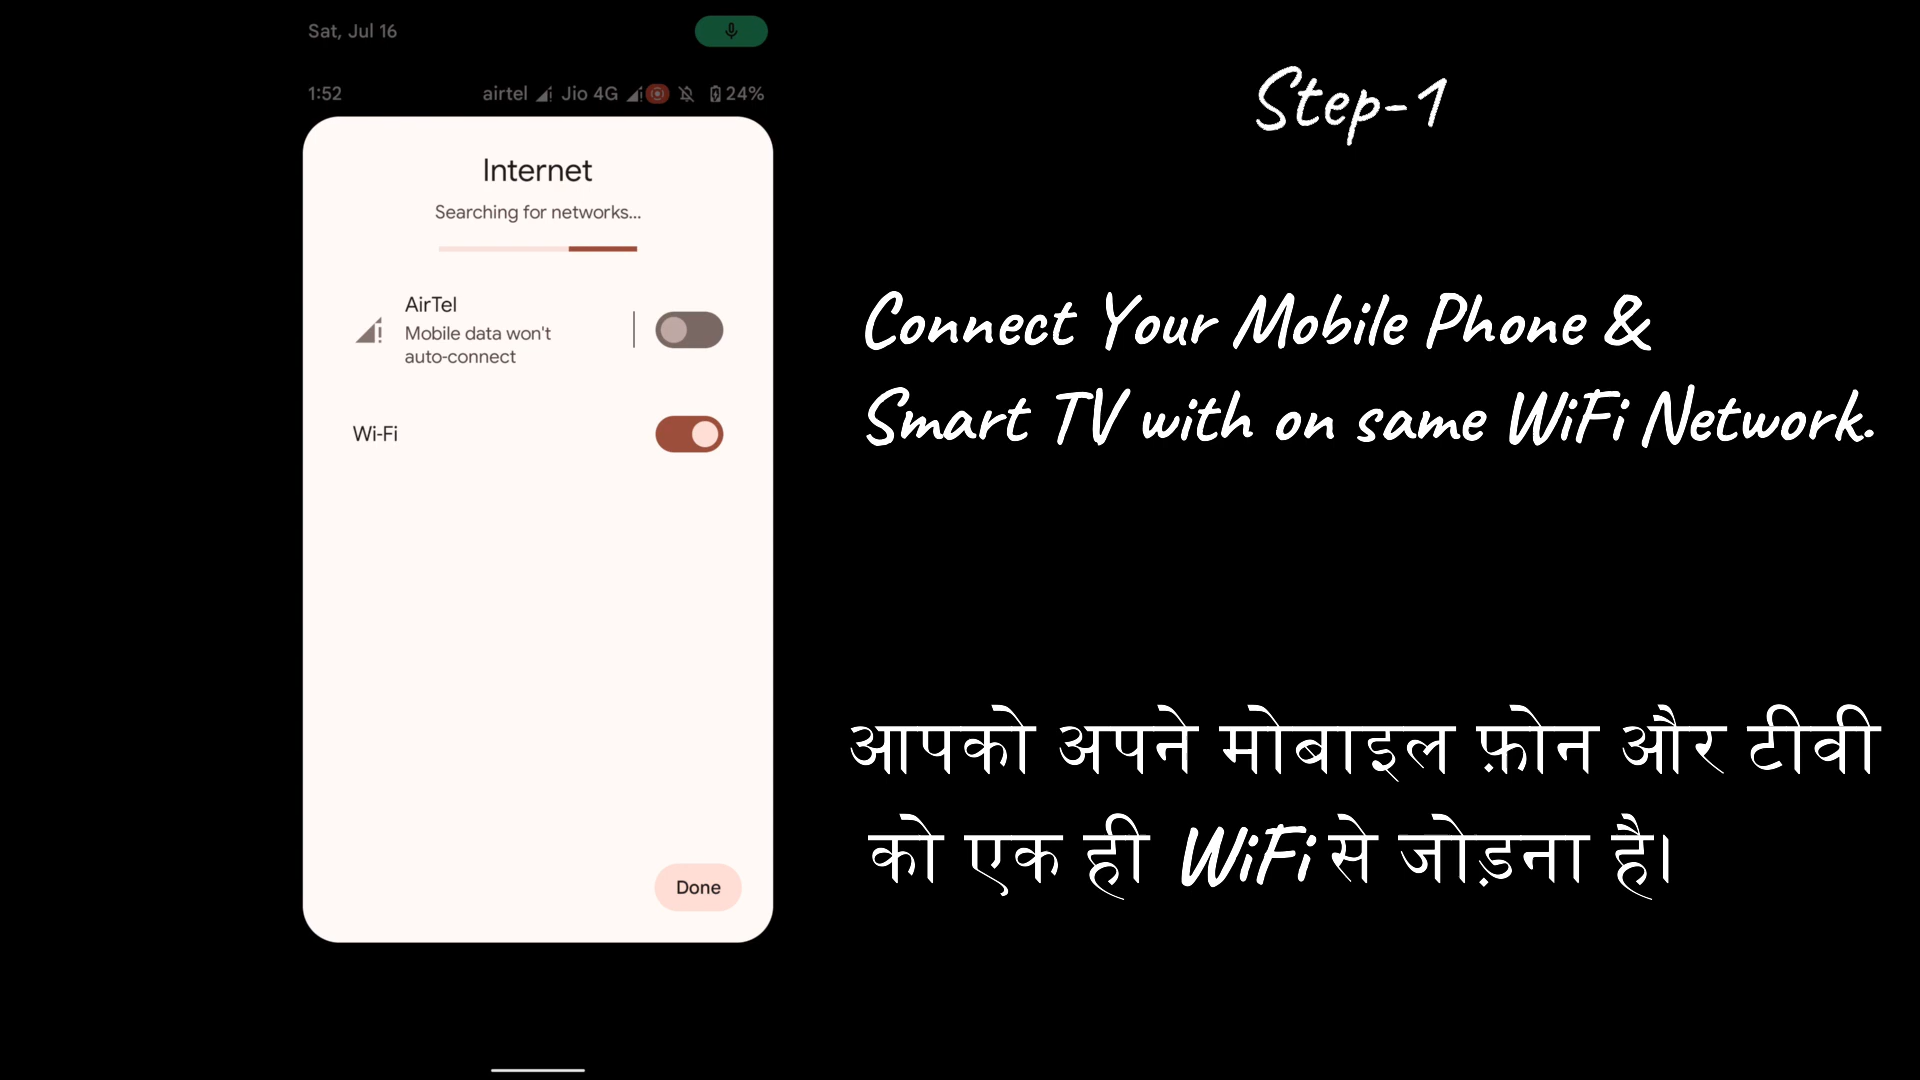 Sat, Jul 16
1:52 airtel Jio 4G 24%
Internet
Searching for networks...
AirTel
Mobile data won't
auto-connect
Wi-Fi
Done
Step-1
Connect Your Mobile Phone &
Smart TV with on same WiFi Network.
आपको अपने मोबाइल फ़ोन और टीवी
को एक ही WiFi से जोड़ना है।